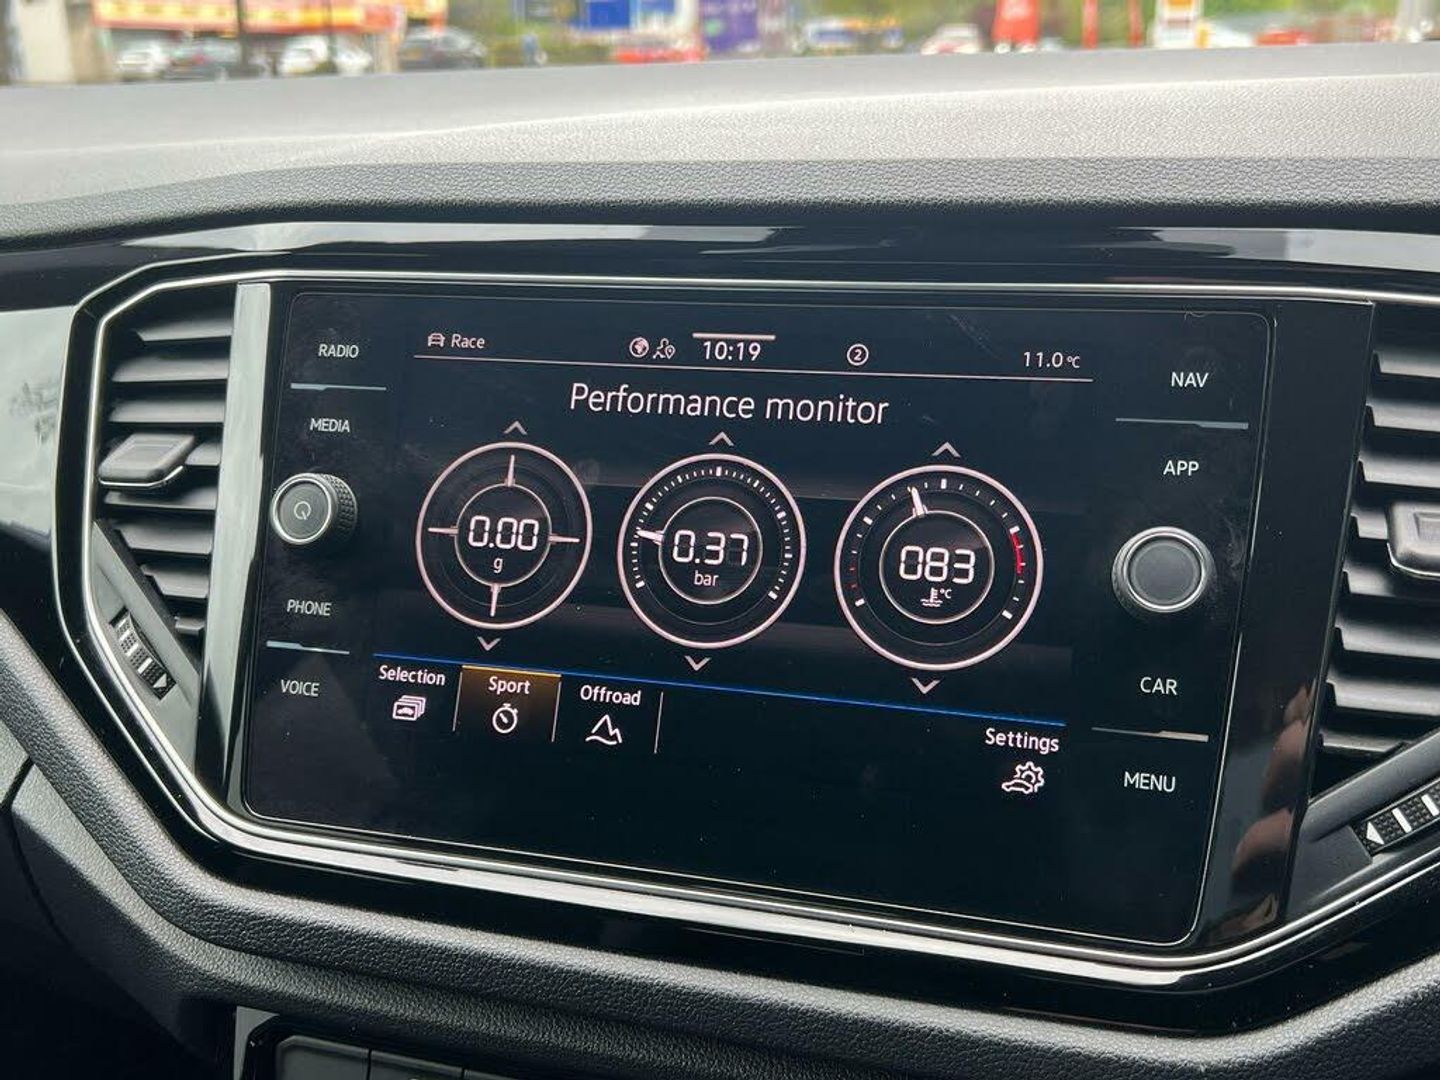 RADIO
MEDIA
PHONE
VOICE
Race
10:19
2
11.0 °C
Performance monitor
0.00
g
0.37
bar
083
°C
Selection
Sport
Offroad
Settings
NAV
APP
CAR
MENU